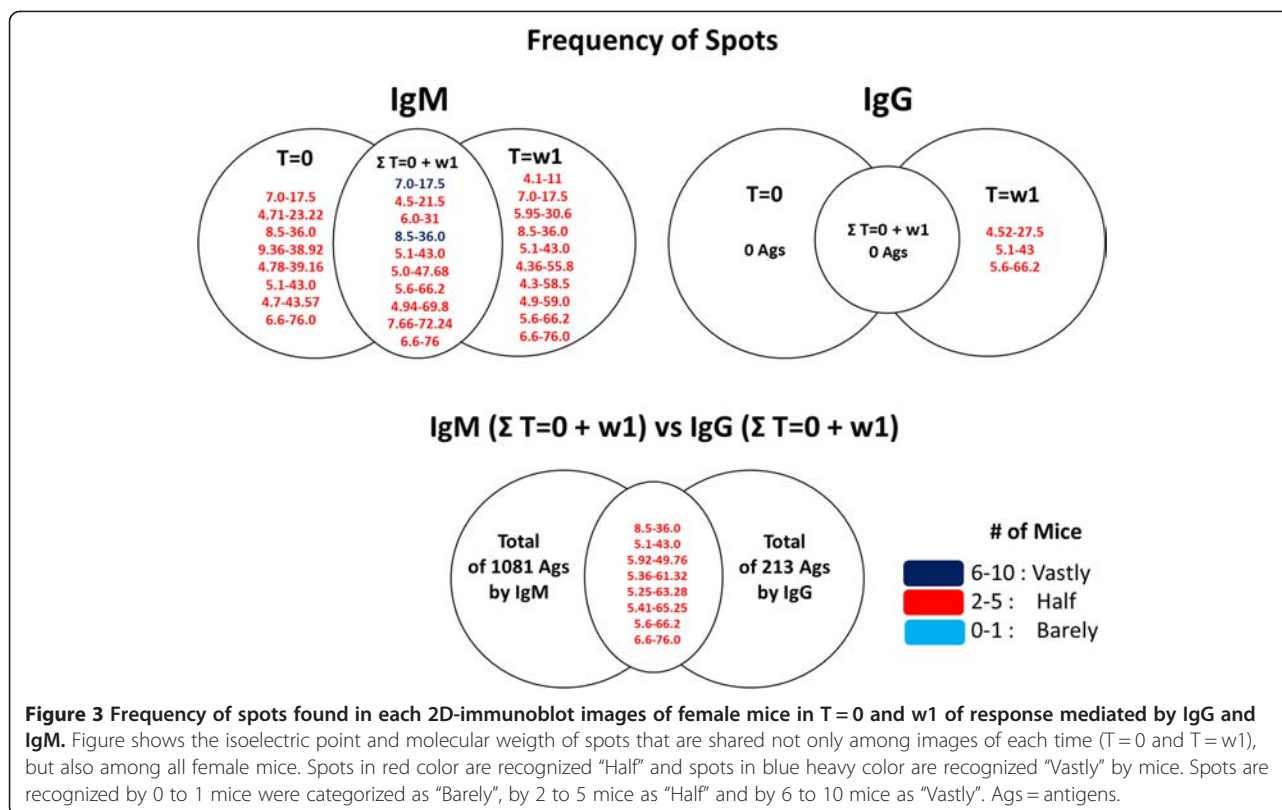 Frequency of Spots
IgM
T=0
7.0-17.5
4.71-23.22
8.5-36.0
9.36-38.92
4.78-39.16
5.1-43.0
4.7-43.57
6.6-76.0
Σ T=0 + w1
7.0-17.5
4.5-21.5
6.0-31
8.5-36.0
5.1-43.0
5.0-47.68
5.6-66.2
4.94-69.8
7.66-72.24
6.6-76
T=w1
4.1-11
7.0-17.5
5.95-30.6
8.5-36.0
5.1-43.0
4.36-55.8
4.3-58.5
4.9-59.0
5.6-66.2
6.6-76.0
IgG
T=0
0 Ags
Σ T=0 + w1
0 Ags
T=w1
4.52-27.5
5.1-43
5.6-66.2
IgM (Σ T=0 + w1) vs IgG (Σ T=0 + w1)
Total
of 1081 Ags
by IgM
8.5-36.0
5.1-43.0
5.92-49.76
5.36-61.32
5.25-63.28
5.41-65.25
5.6-66.2
6.6-76.0
Total
of 213 Ags
by IgG
# of Mice
6-10 : Vastly
2-5 : Half
0-1 : Barely
Figure 3 Frequency of spots found in each 2D-immunoblot images of female mice in T = 0 and w1 of response mediated by IgG and
IgM. Figure shows the isoelectric point and molecular weigth of spots that are shared not only among images of each time (T = 0 and T = w1),
but also among all female mice. Spots in red color are recognized “Half” and spots in blue heavy color are recognized “Vastly” by mice. Spots are
recognized by 0 to 1 mice were categorized as “Barely”, by 2 to 5 mice as “Half” and by 6 to 10 mice as “Vastly”. Ags = antigens.